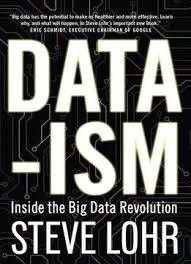 "Big data has the potential to make us healthier and more effective. Learn
why, and what will happen, in Steve Lohr's important new book."
ERIC SCHMIDT, EXECUTIVE CHAIRMAN OF GOOGLE
DATA
-ISM
Inside the Big Data Revolution
STEVE LOHR